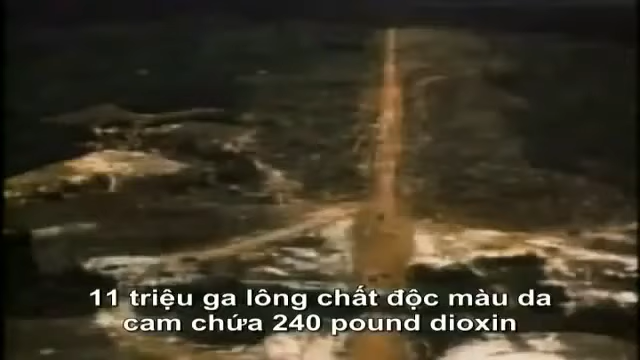 11 triệu ga lông chất độc màu da
cam chứa 240 pound dioxin